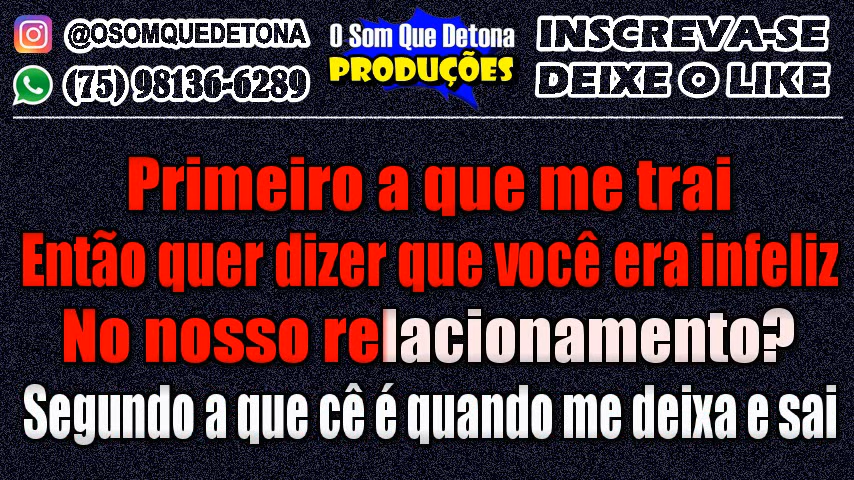 @OSOMQUEDETONA
(75) 98136-6289
O Som Que Detona
PRODUÇÕES
INSCREVA-SE
DEIXE O LIKE
Primeiro a que me trai
Então quer dizer que você era infeliz
No nosso relacionamento?
Segundo a que cê é quando me deixa e sai